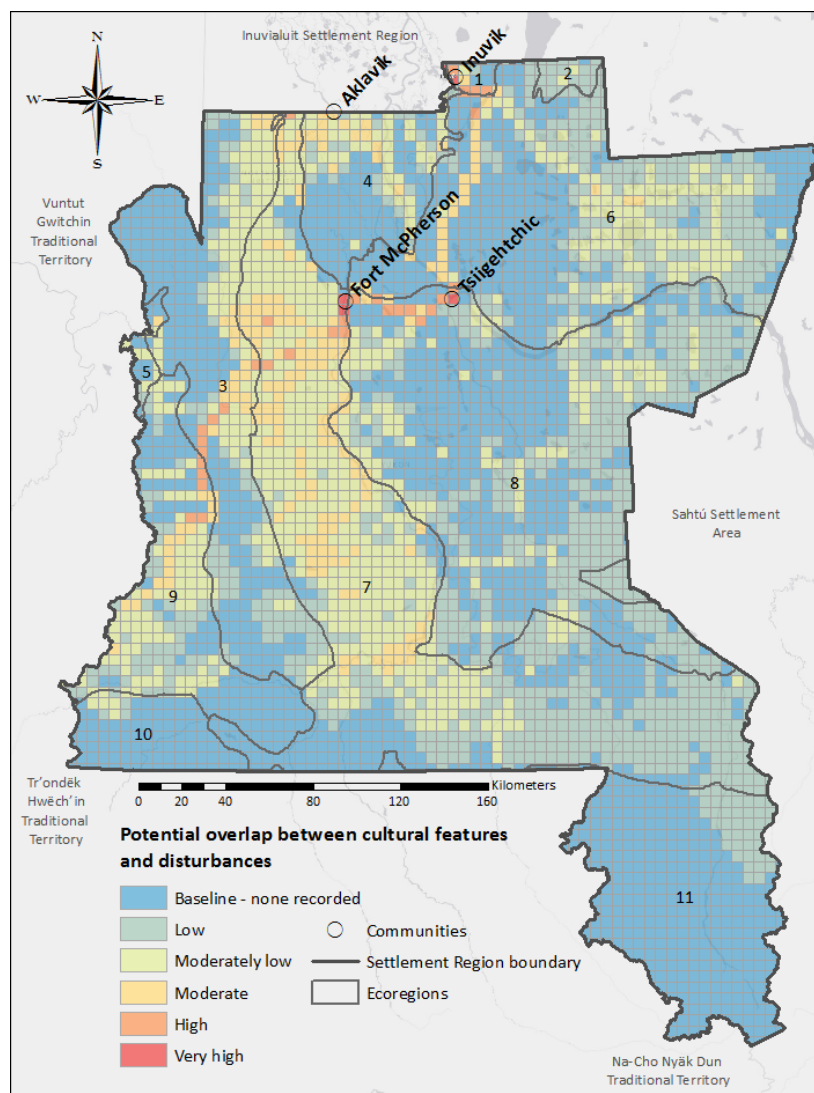 Inuvialuit Settlement Region
N
W
E
S
Inuvik
Aklavik
1
2
4
Vuntut
Gwitchin
Traditional
Territory
6
Fort McPherson
Tsiigehtchic
5
3
8
Sahtú Settlement
Area
7
9
10
Tr'ondëk
Hwëch'in
Traditional
Territory
Kilometers
0 20 40 80 120 160
Potential overlap between cultural features
and disturbances
Baseline - none recorded
Low
Moderately low
Moderate
High
Very high
Communities
Settlement Region boundary
Ecoregions
11
Na-Cho Nyäk Dun
Traditional Territory